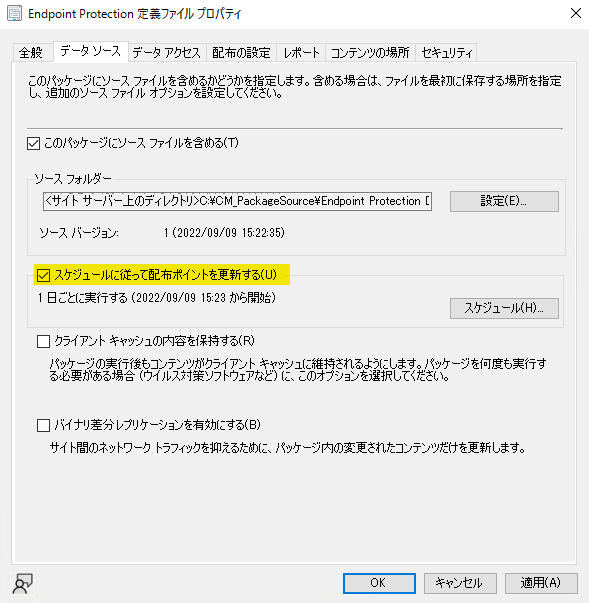 Endpoint Protection 定義ファイル プロパティ
全般 データ ソース データ アクセス 配布の設定 レポート コンテンツの場所 セキュリティ
このパッケージにソース ファイルを含めるかどうかを指定します。含める場合は、ファイルを最初に保存する場所を指定
し、追加のソース ファイル オプションを設定してください。
このパッケージにソース ファイルを含める(T)
ソース フォルダー
<サイト サーバー上のディレクトリ>C:¥CM_PackageSource¥Endpoint Protection [
設定(E)...
ソース バージョン: 1 (2022/09/09 15:22:35)
スケジュールに従って配布ポイントを更新する(U)
1 日ごとに実行する (2022/09/09 15:23 から開始)
スケジュール(H)...
クライアント キャッシュの内容を保持する(R)
パッケージの実行後もコンテンツがクライアント キャッシュに維持されるようにします。パッケージを何度も実行す
る必要がある場合 (ウイルス対策ソフトウェアなど) に、このオプションを選択してください。
バイナリ差分レプリケーションを有効にする(B)
サイト間のネットワーク トラフィックを抑えるために、パッケージ内の変更されたコンテンツだけを更新します。
OK キャンセル 適用(A)